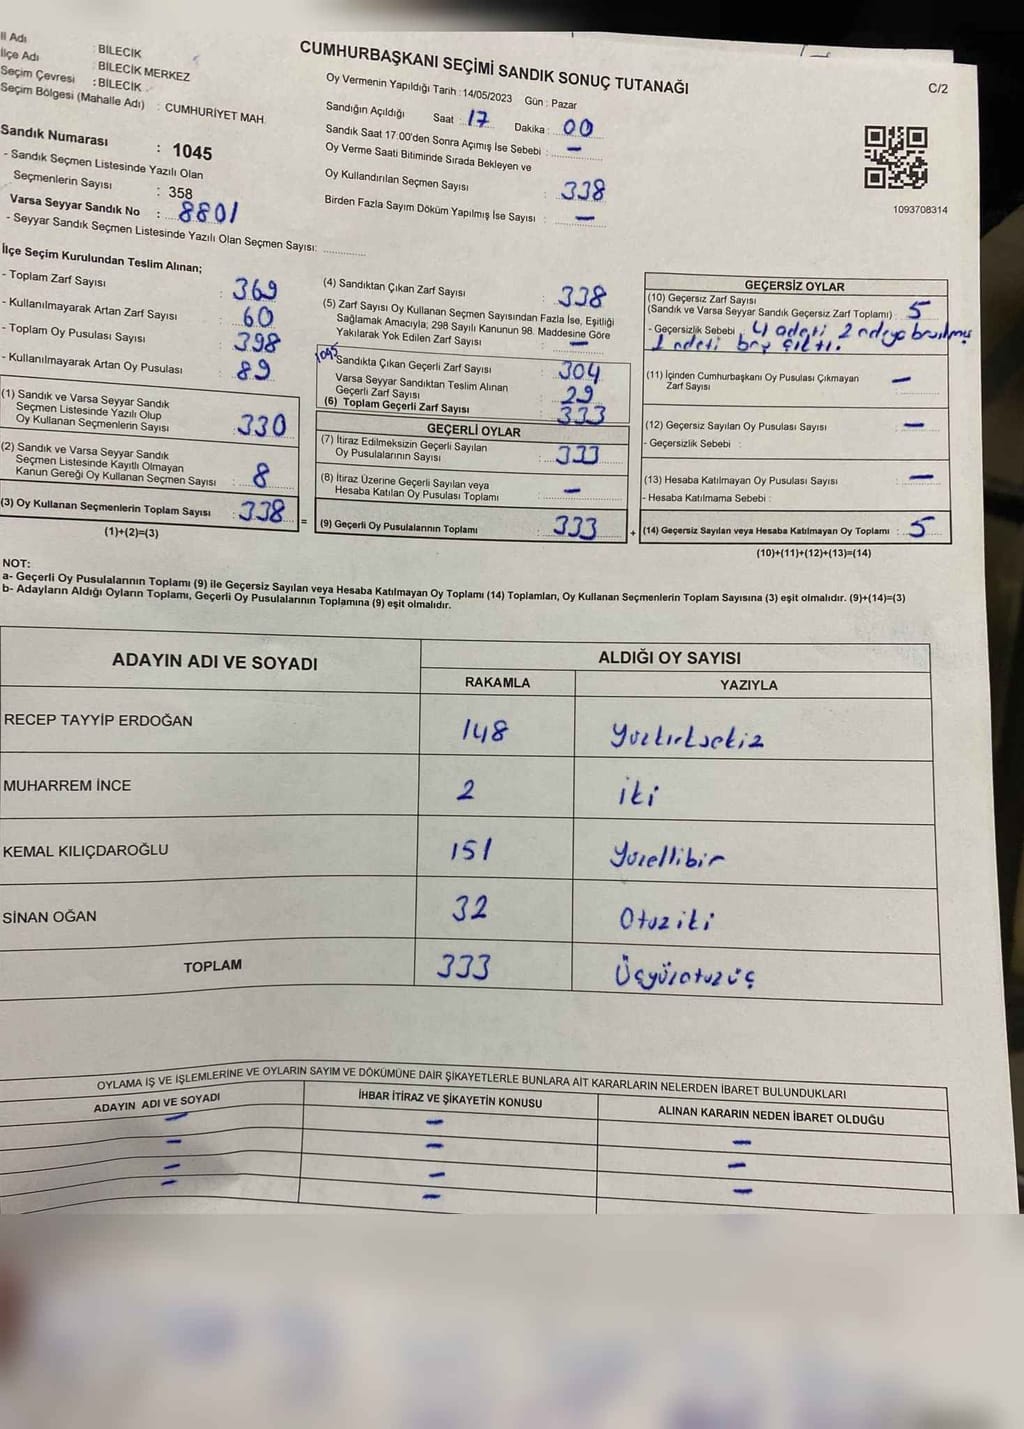 İl Adı : BİLECİK
İlçe Adı : BİLECİK MERKEZ
Seçim Çevresi : BİLECİK
Seçim Bölgesi (Mahalle Adı) : CUMHURİYET MAH.
Sandık Numarası : 1045
- Sandık Seçmen Listesinde Yazılı Olan
Seçmenlerin Sayısı : 358
Varsa Seyyar Sandık No : 8801
- Seyyar Sandık Seçmen Listesinde Yazılı Olan Seçmen Sayısı:
CUMHURBAŞKANI SEÇİMİ SANDIK SONUÇ TUTANAĞI
C/2
Oy Vermenin Yapıldığı Tarih : 14/05/2023 Gün : Pazar
Sandığın Açıldığı Saat : 17 Dakika : 00
Sandık Saat 17.00'den Sonra Açımış İse Sebebi : —
Oy Verme Saati Bitiminde Sırada Bekleyen ve
Oy Kullandırılan Seçmen Sayısı : 338
Birden Fazla Sayım Döküm Yapılmış İse Sayısı : —
1093708314
İlçe Seçim Kurulundan Teslim Alınan;
- Toplam Zarf Sayısı : 369
- Kullanılmayarak Artan Zarf Sayısı : 60
- Toplam Oy Pusulası Sayısı : 398
- Kullanılmayarak Artan Oy Pusulası : 89
(1) Sandık ve Varsa Seyyar Sandık
Seçmen Listesinde Yazılı Olup
Oy Kullanan Seçmenlerin Sayısı : 330
(2) Sandık ve Varsa Seyyar Sandık
Seçmen Listesinde Kayıtlı Olmayan
Kanun Gereği Oy Kullanan Seçmen Sayısı : 8
(3) Oy Kullanan Seçmenlerin Toplam Sayısı : 338
(1)+(2)=(3)
=
(4) Sandıktan Çıkan Zarf Sayısı : 338
(5) Zarf Sayısı Oy Kullanan Seçmen Sayısından Fazla İse, Eşitliği
Sağlamak Amacıyla; 298 Sayılı Kanunun 98. Maddesine Göre
Yakılarak Yok Edilen Zarf Sayısı : —
1045 Sandıkta Çıkan Geçerli Zarf Sayısı : 304
Varsa Seyyar Sandıktan Teslim Alınan
Geçerli Zarf Sayısı : 29
(6) Toplam Geçerli Zarf Sayısı : 333
GEÇERLİ OYLAR
(7) İtiraz Edilmeksizin Geçerli Sayılan
Oy Pusulalarının Sayısı : 333
(8) İtiraz Üzerine Geçerli Sayılan veya
Hesaba Katılan Oy Pusulası Toplamı : —
(9) Geçerli Oy Pusulalarının Toplamı : 333
+
GEÇERSİZ OYLAR
(10) Geçersiz Zarf Sayısı
(Sandık ve Varsa Seyyar Sandık Geçersiz Zarf Toplamı) : 5
- Geçersizlik Sebebi : 4 adeti 2 adaya basılmış
1 adeti boş çıktı.
(11) İçinden Cumhurbaşkanı Oy Pusulası Çıkmayan
Zarf Sayısı —
(12) Geçersiz Sayılan Oy Pusulası Sayısı : —
- Geçersizlik Sebebi :
(13) Hesaba Katılmayan Oy Pusulası Sayısı : —
- Hesaba Katılmama Sebebi :
(14) Geçersiz Sayılan veya Hesaba Katılmayan Oy Toplamı : 5
(10)+(11)+(12)+(13)=(14)
NOT:
a- Geçerli Oy Pusulalarının Toplamı (9) ile Geçersiz Sayılan veya Hesaba Katılmayan Oy Toplamı (14) Toplamları, Oy Kullanan Seçmenlerin Toplam Sayısına (3) eşit olmalıdır. (9)+(14)=(3)
b- Adayların Aldığı Oyların Toplamı, Geçerli Oy Pusulalarının Toplamına (9) eşit olmalıdır.
ADAYIN ADI VE SOYADI ALDIĞI OY SAYISI
RAKAMLA YAZIYLA
RECEP TAYYİP ERDOĞAN 148 Yüzkırksekiz
MUHARREM İNCE 2 iki
KEMAL KILIÇDAROĞLU 151 Yüzellibir
SİNAN OĞAN 32 Otuziki
TOPLAM 333 Üçyüzotuzüç
OYLAMA İŞ VE İŞLEMLERİNE VE OYLARIN SAYIM VE DÖKÜMÜNE DAİR ŞİKAYETLERLE BUNLARA AİT KARARLARIN NELERDEN İBARET BULUNDUKLARI
ADAYIN ADI VE SOYADI İHBAR İTİRAZ VE ŞİKAYETİN KONUSU ALINAN KARARIN NEDEN İBARET OLDUĞU
— — —
— — —
— — —
— —